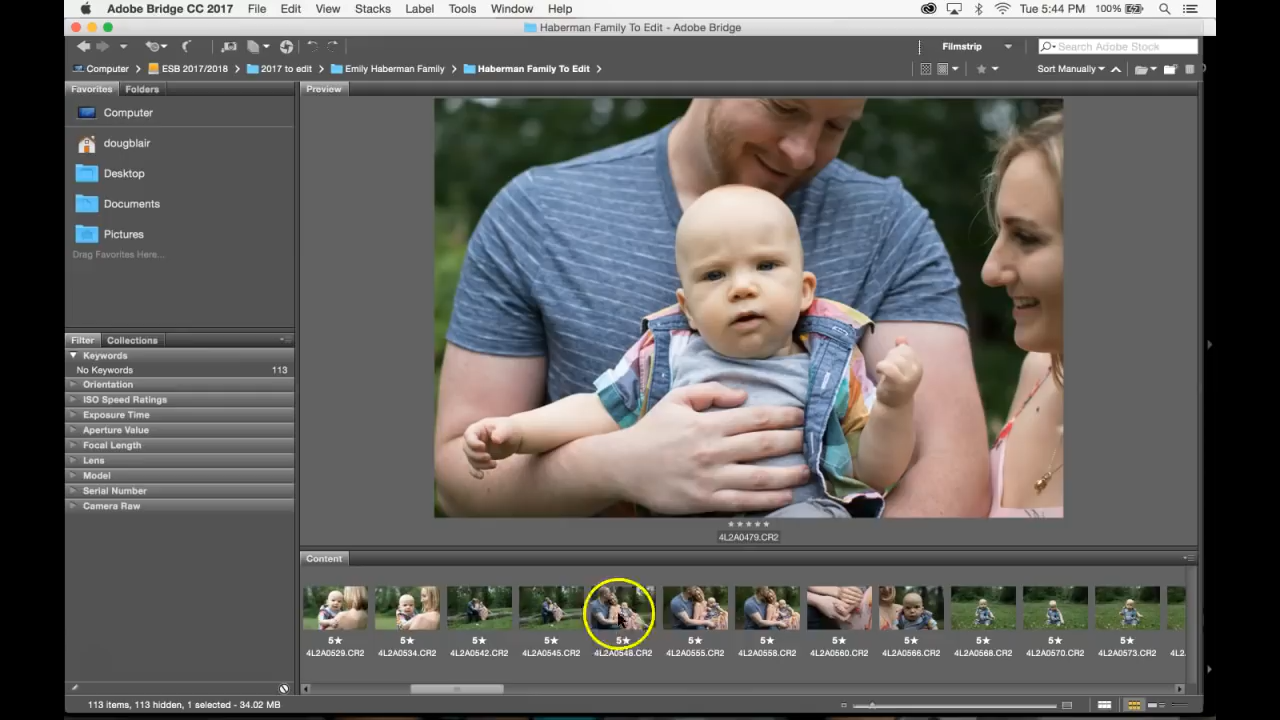 Adobe Bridge CC 2017 File Edit View Stacks Label Tools Window Help Tue 5:44 PM 100%
Haberman Family To Edit - Adobe Bridge
Filmstrip Search Adobe Stock
Computer ESB 2017/2018 2017 to edit Emily Haberman Family Haberman Family To Edit Sort Manually
Favorites Folders
Computer
dougblair
Desktop
Documents
Pictures
Drag Favorites Here...
Filter Collections
Keywords
No Keywords 113
Orientation
ISO Speed Ratings
Exposure Time
Aperture Value
Focal Length
Lens
Model
Serial Number
Camera Raw
Preview
★★★★★
4L2A0479.CR2
Content
5★ 5★ 5★ 5★ 5★ 5★ 5★ 5★ 5★ 5★ 5★ 5★
4L2A0529.CR2 4L2A0534.CR2 4L2A0542.CR2 4L2A0545.CR2 4L2A0548.CR2 4L2A0555.CR2 4L2A0558.CR2 4L2A0560.CR2 4L2A0566.CR2 4L2A0568.CR2 4L2A0570.CR2 4L2A0573.CR2
113 items, 113 hidden, 1 selected - 34.02 MB